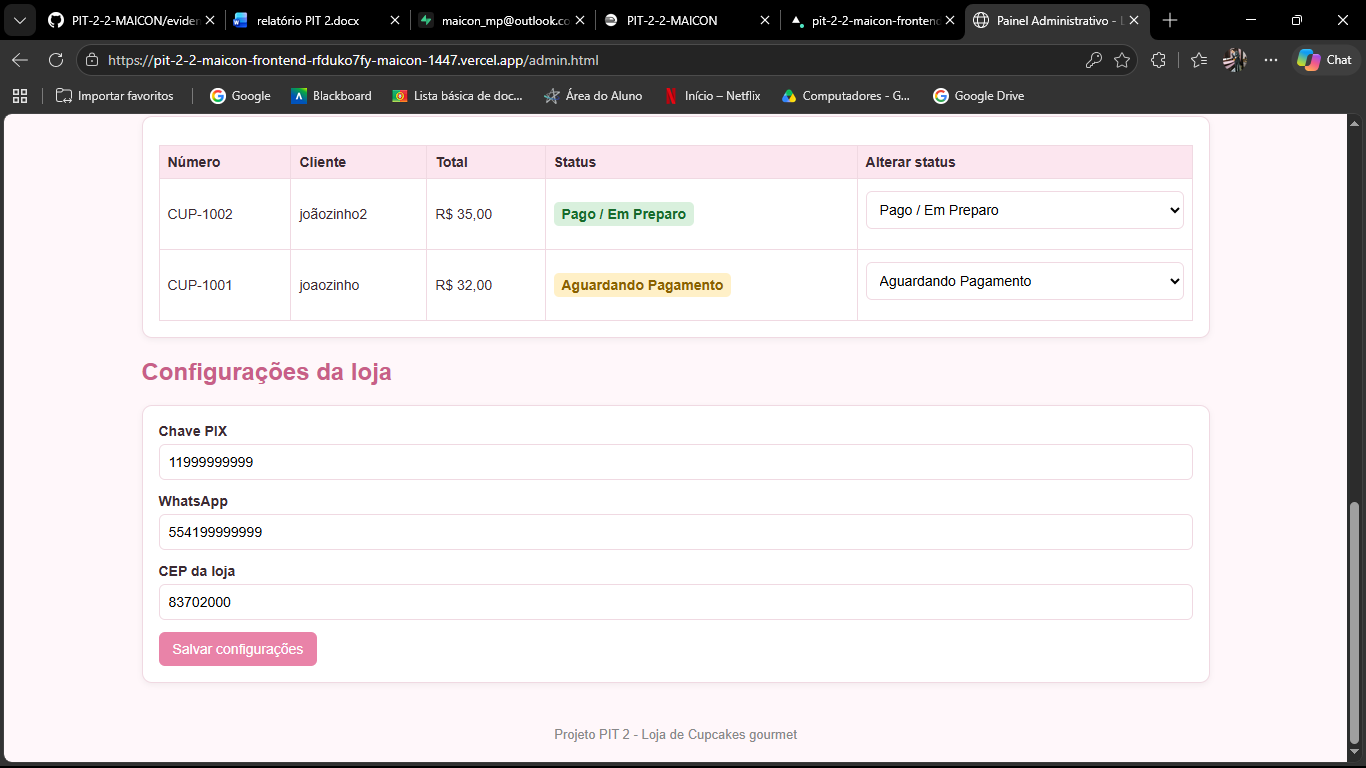 PIT-2-2-MAICON/eviden
relatório PIT 2.docx
maicon_mp@outlook.co
PIT-2-2-MAICON
pit-2-2-maicon-frontend
Painel Administrativo - L
https://pit-2-2-maicon-frontend-rfduko7fy-maicon-1447.vercel.app/admin.html
Chat
Importar favoritos
Google
Blackboard
Lista básica de doc...
Área do Aluno
Início – Netflix
Computadores - G...
Google Drive
Número Cliente Total Status Alterar status
CUP-1002 joãozinho2 R$ 35,00 Pago / Em Preparo Pago / Em Preparo
CUP-1001 joaozinho R$ 32,00 Aguardando Pagamento Aguardando Pagamento
Configurações da loja
Chave PIX
11999999999
WhatsApp
554199999999
CEP da loja
83702000
Salvar configurações
Projeto PIT 2 - Loja de Cupcakes gourmet